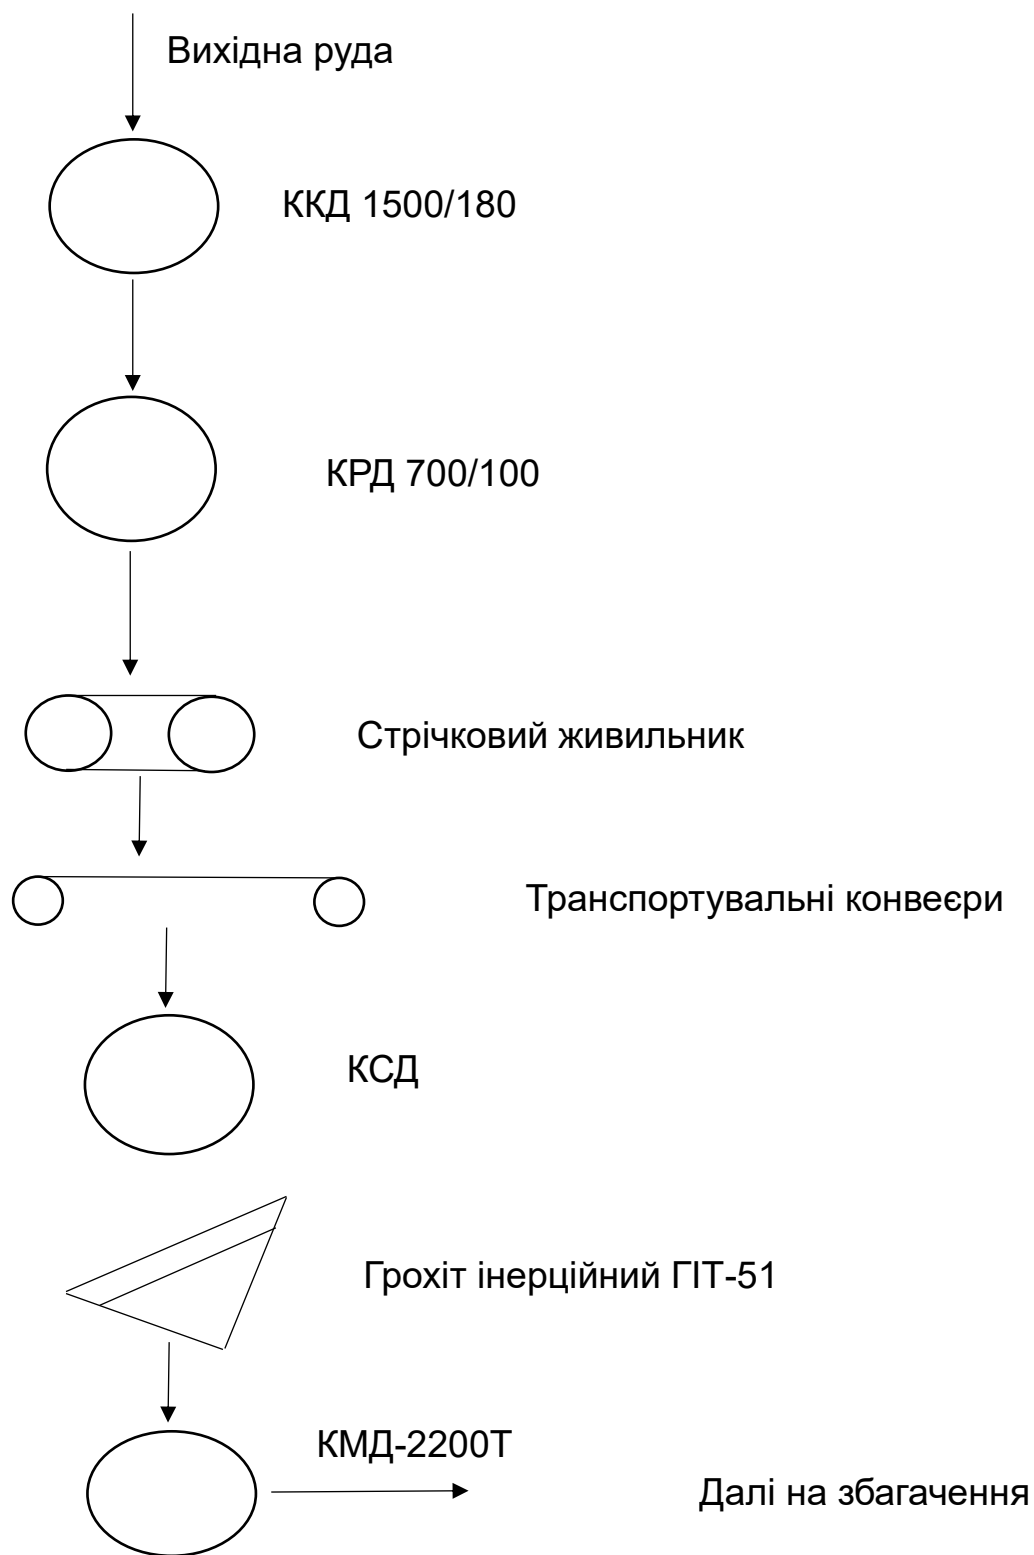 Вихідна руда
ККД 1500/180
КРД 700/100
Стрічковий живильник
Транспортувальні конвеєри
КСД
Грохіт інерційний ГІТ-51
КМД-2200Т
Далі на збагачення